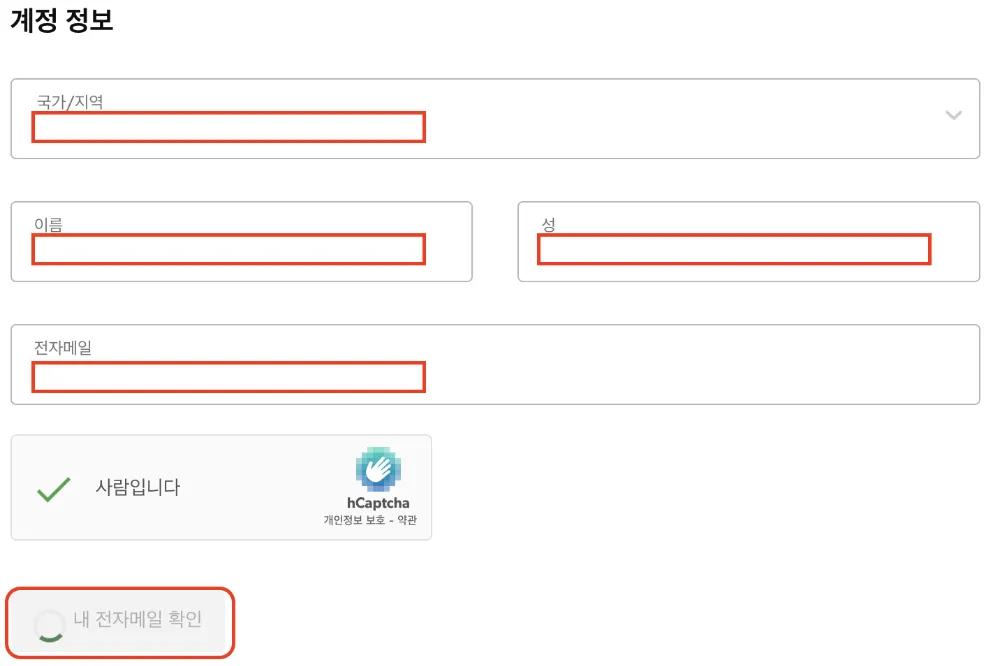 계정 정보
국가/지역
이름
성
전자메일
사람입니다
hCaptcha
개인정보 보호 - 약관
내 전자메일 확인